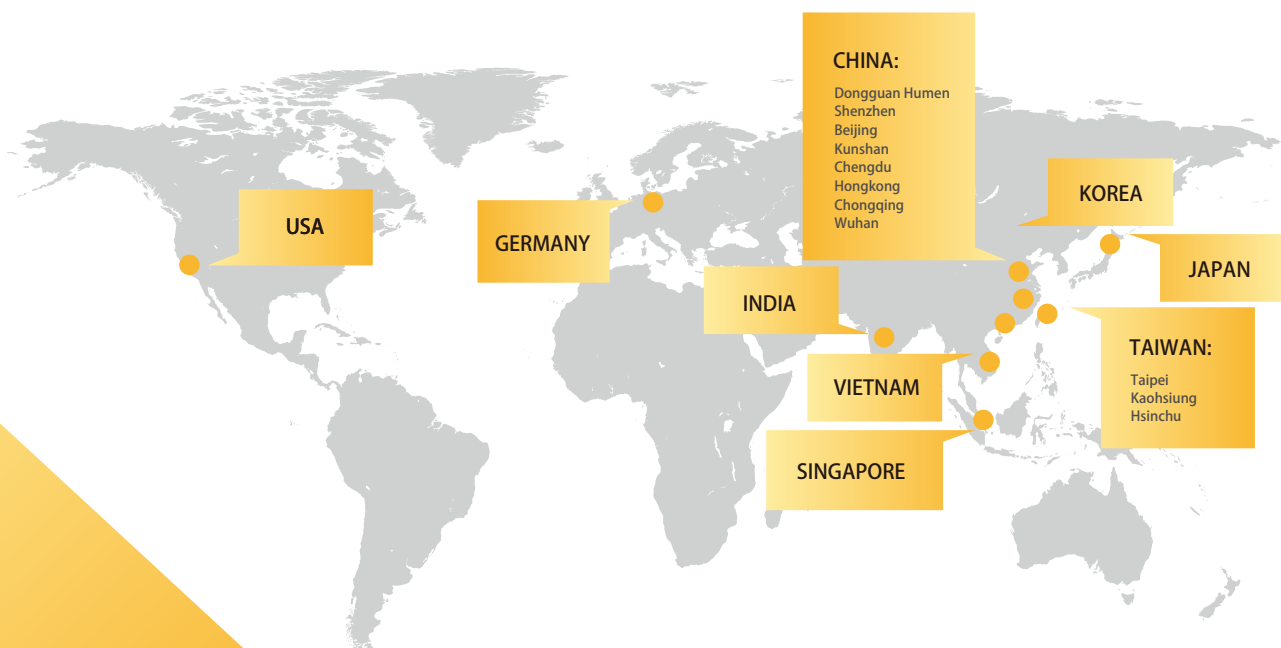 USA
GERMANY
CHINA:
Dongguan Humen
Shenzhen
Beijing
Kunshan
Chengdu
Hongkong
Chongqing
Wuhan
KOREA
JAPAN
INDIA
VIETNAM
SINGAPORE
TAIWAN:
Taipei
Kaohsiung
Hsinchu